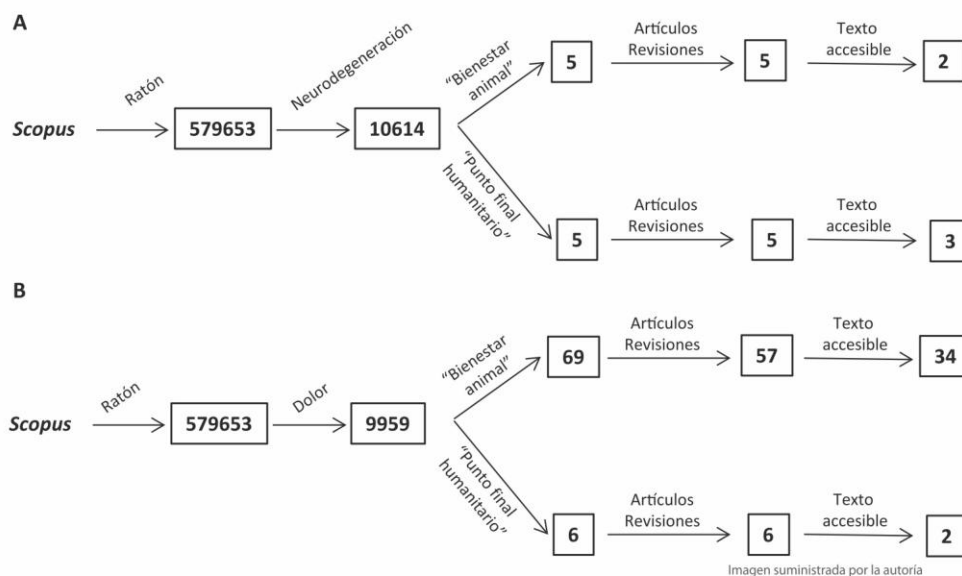 A
Scopus
Ratón
579653
Neurodegeneración
10614
“Bienestar
animal”
5
Artículos
Revisiones
5
Texto
accesible
2
“Punto final
humanitario”
5
Artículos
Revisiones
5
Texto
accesible
3
B
Scopus
Ratón
579653
Dolor
9959
“Bienestar
animal”
69
Artículos
Revisiones
57
Texto
accesible
34
“Punto final
humanitario”
6
Artículos
Revisiones
6
Texto
accesible
2
Imagen suministrada por la autoría